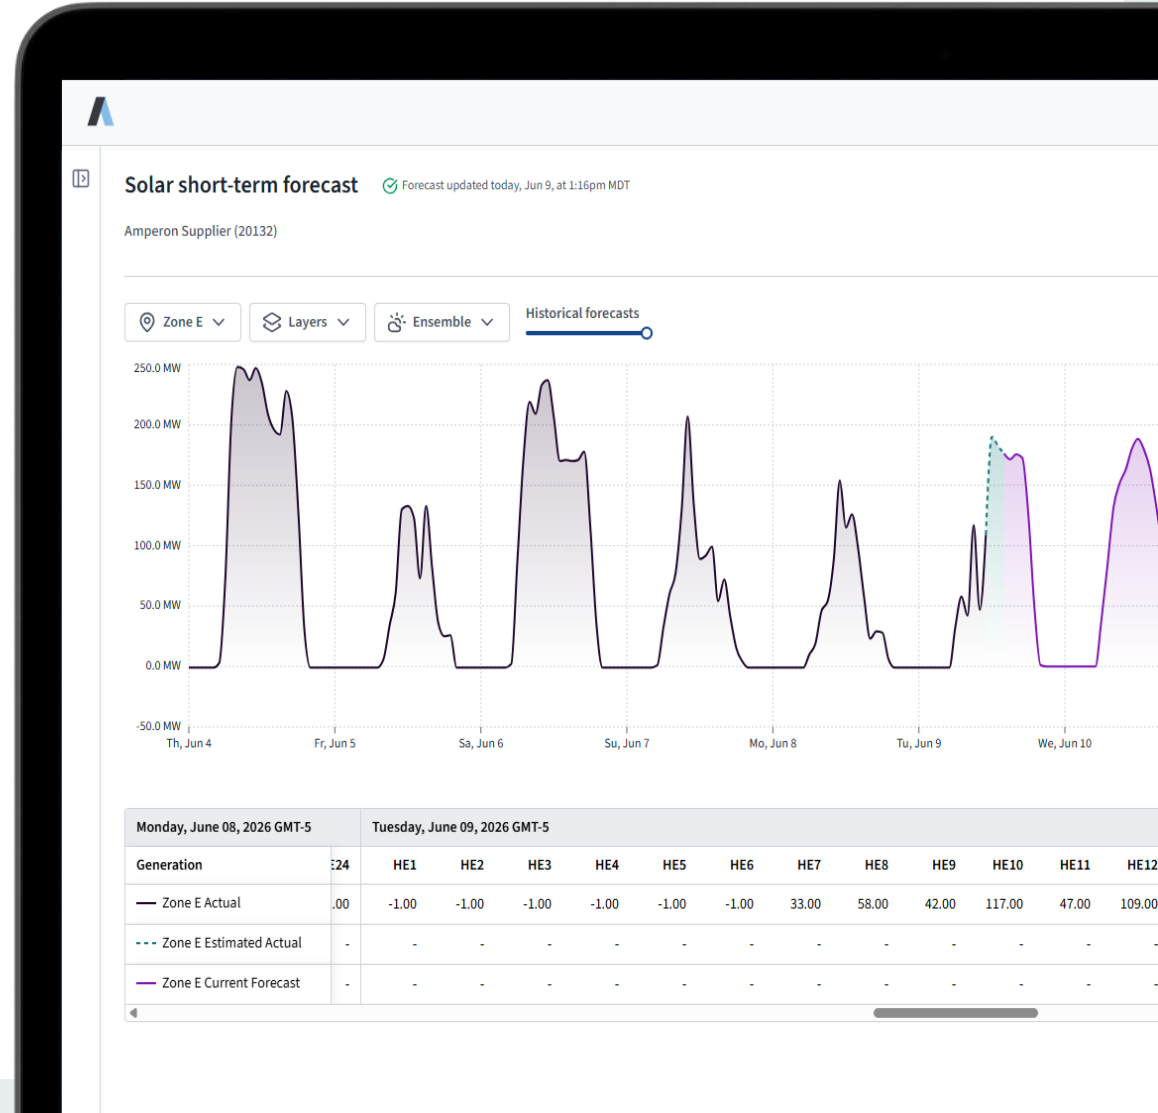 Solar short-term forecast Forecast updated today, Jun 9, at 1:16pm MDT
Amperon Supplier (20132)
Historical forecasts
Zone E Layers Ensemble
250.0 MW
200.0 MW
150.0 MW
100.0 MW
50.0 MW
0.0 MW
-50.0 MW
Th, Jun 4 Fr, Jun 5 Sa, Jun 6 Su, Jun 7 Mo, Jun 8 Tu, Jun 9 We, Jun 10
Monday, June 08, 2026 GMT-5 Tuesday, June 09, 2026 GMT-5
Generation E24 HE1 HE2 HE3 HE4 HE5 HE6 HE7 HE8 HE9 HE10 HE11 HE12
Zone E Actual .00 -1.00 -1.00 -1.00 -1.00 -1.00 -1.00 33.00 58.00 42.00 117.00 47.00 109.00
Zone E Estimated Actual - - - - - - - - - - - - -
Zone E Current Forecast - - - - - - - - - - - - -